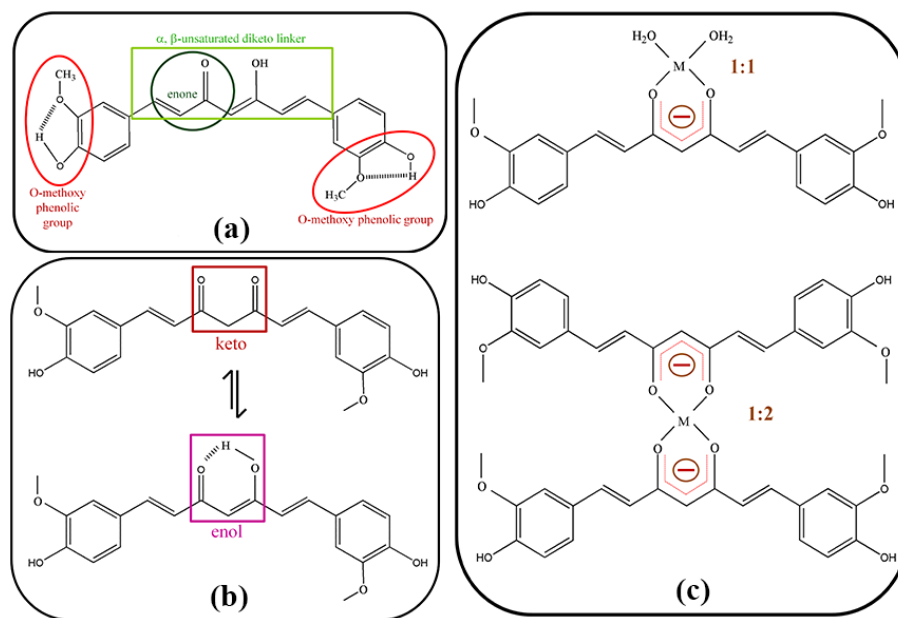 α, β-unsaturated diketo linker
CH3
O
OH
O
enone
H
O
O-methoxy
phenolic
group
O
H
O
H3C
O-methoxy phenolic group
(a)
O
O
O
HO
OH
O
keto
H
O
O
O
HO
OH
O
enol
(b)
H2O
OH2
M
1:1
O
O
O
O
HO
OH
HO
OH
O
O
O
O
M
1:2
O
O
O
O
HO
OH
(c)